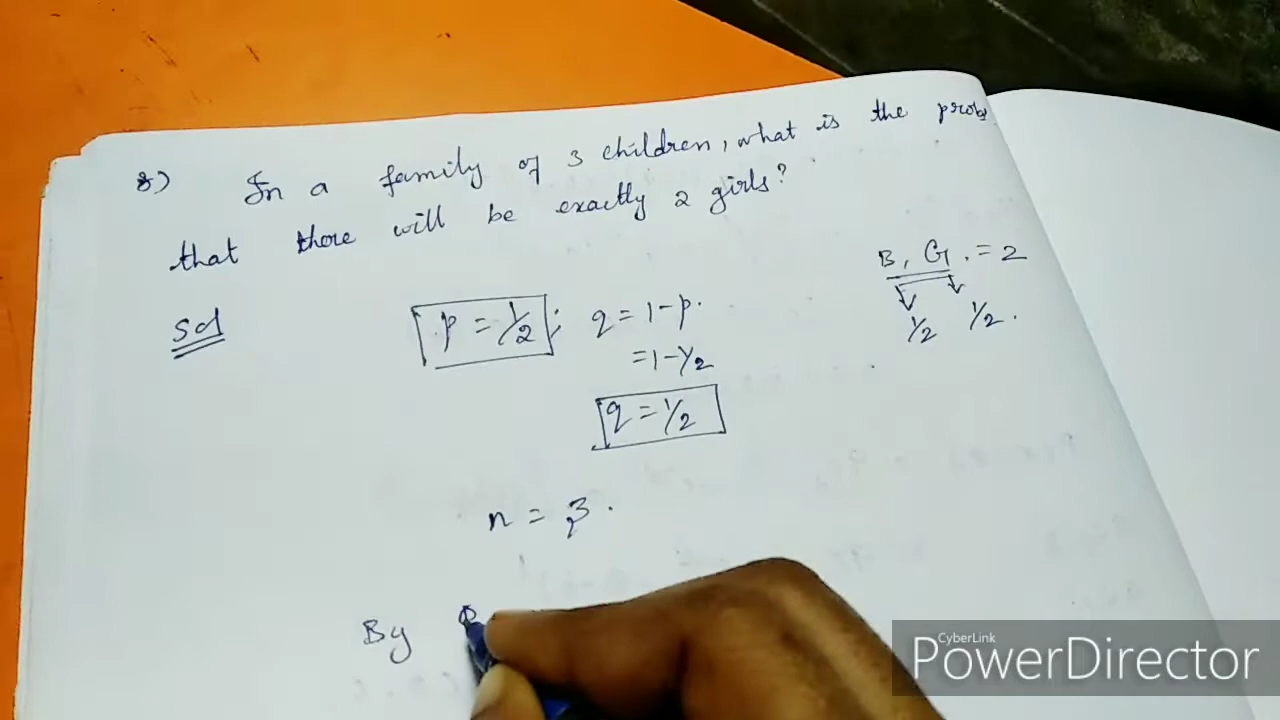 8) In a family of 3 children, what is the prob
that there will be exactly 2 girls?
B, G. = 2
1/2 1/2.
Sol
p = 1/2 ; q = 1 - p.
= 1 - 1/2
q = 1/2
n = 3.
By
CyberLink
PowerDirector